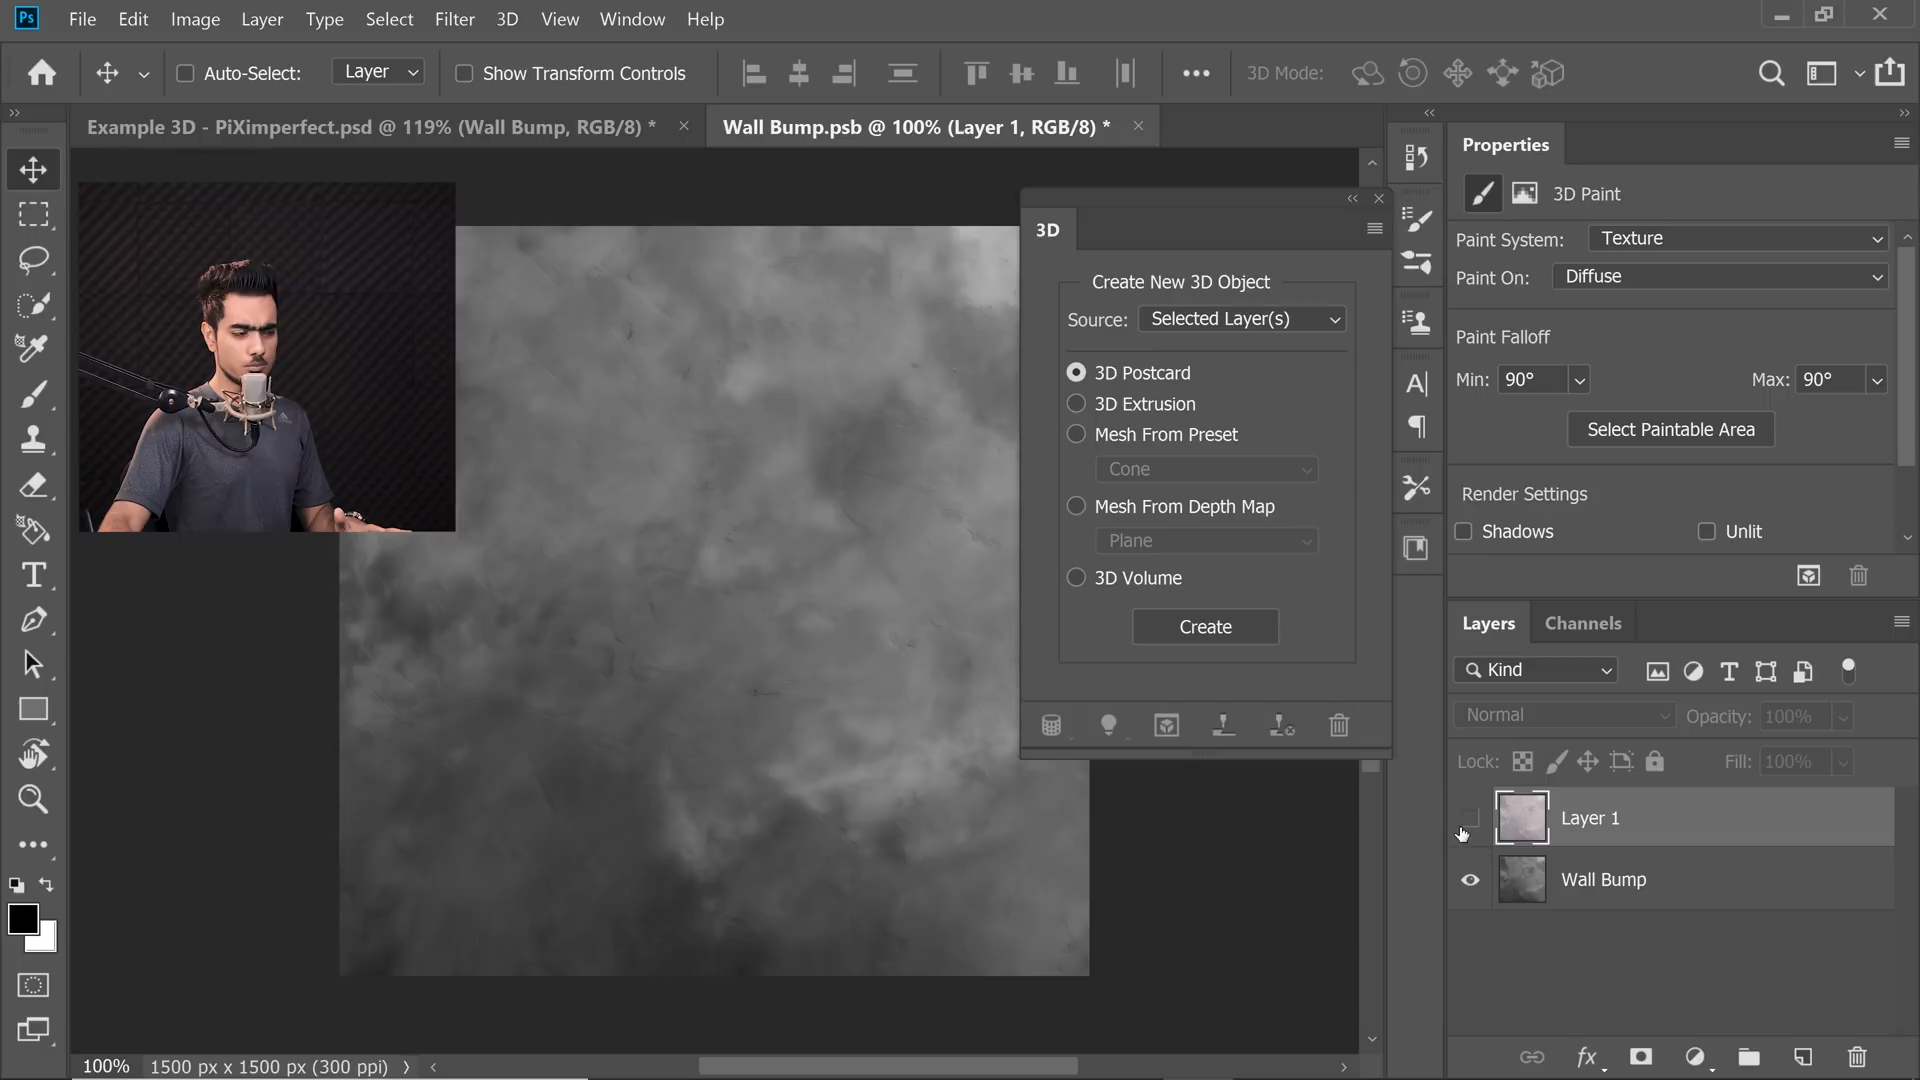 Ps File Edit Image Layer Type Select Filter 3D View Window Help
Auto-Select: Layer Show Transform Controls 3D Mode:
Example 3D - PiXimperfect.psd @ 119% (Wall Bump, RGB/8) *
Wall Bump.psb @ 100% (Layer 1, RGB/8) *
3D
Create New 3D Object
Source: Selected Layer(s)
3D Postcard
3D Extrusion
Mesh From Preset
Cone
Mesh From Depth Map
Plane
3D Volume
Create
Properties
3D Paint
Paint System: Texture
Paint On: Diffuse
Paint Falloff
Min: 90° Max: 90°
Select Paintable Area
Render Settings
Shadows Unlit
Layers Channels
Kind
Normal Opacity: 100%
Lock: Fill: 100%
Layer 1
Wall Bump
100% 1500 px x 1500 px (300 ppi)